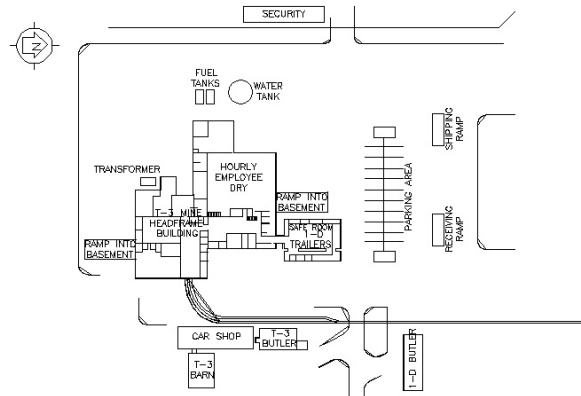 SECURITY
N
FUEL
TANKS
WATER
TANK
SHIPPING
RAMP
HOURLY
EMPLOYEE
DRY
TRANSFORMER
PARKING AREA
RAMP INTO
BASEMENT
T-3 MINE
HEADFRAME
BUILDING
SAFE ROOM
1-D
TRAILERS
RECEIVING
RAMP
RAMP INTO
BASEMENT
CAR SHOP
T-3
BUTLER
1-D BUTLER
T-3
BARN